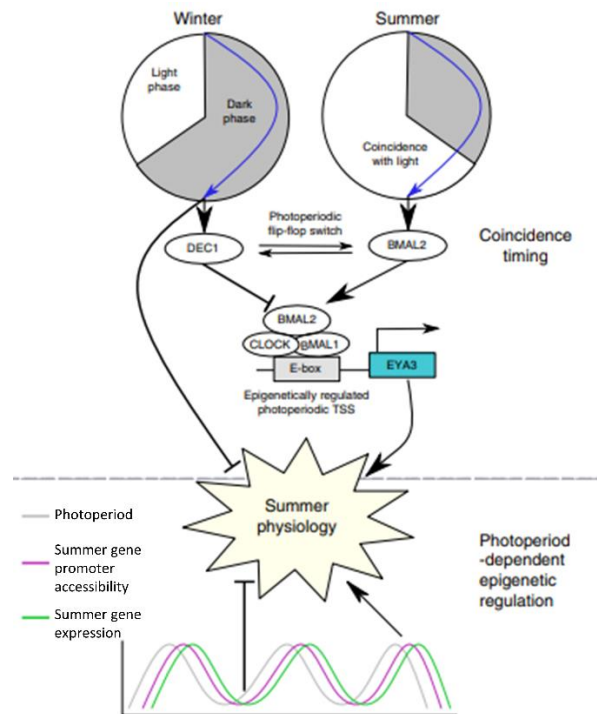 Winter
Summer
Light
phase
Dark
phase
Coincidence
with light
Photoperiodic
flip-flop switch
DEC1
BMAL2
Coincidence
timing
BMAL2
CLOCK
BMAL1
E-box
EYA3
Epigenetically regulated
photoperiodic TSS
Summer
physiology
Photoperiod
Summer gene
promoter
accessibility
Summer gene
expression
Photoperiod
-dependent
epigenetic
regulation